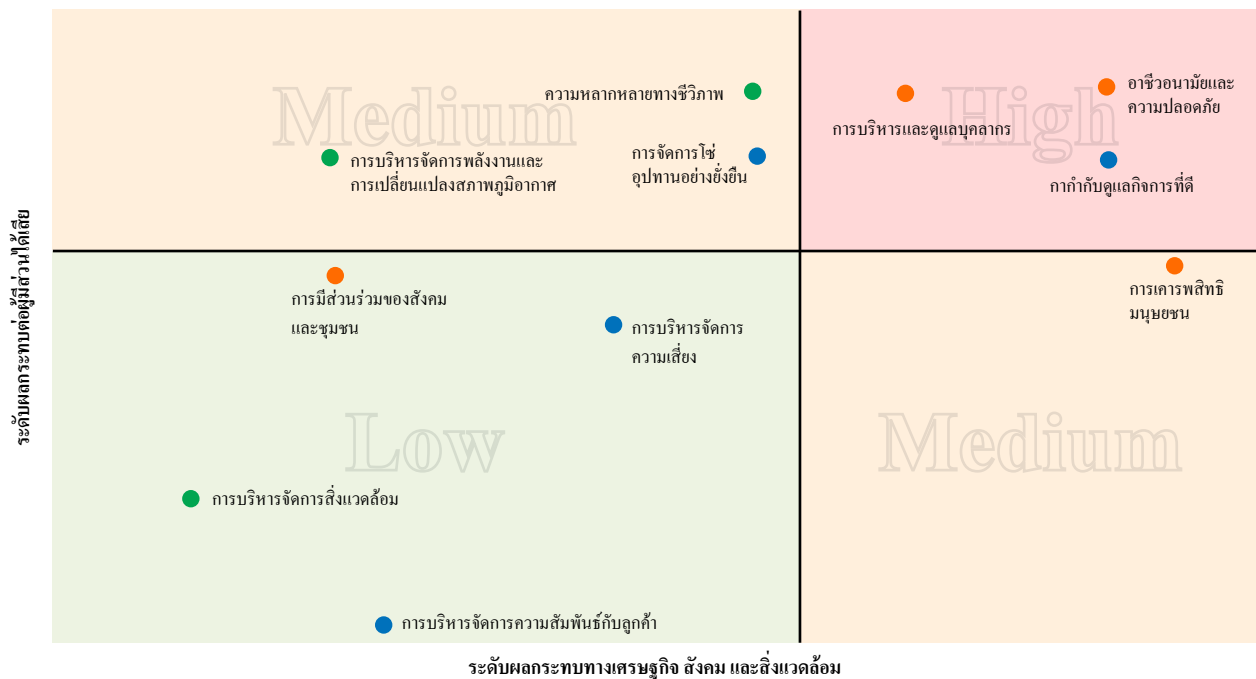 Medium
High
ความหลากหลายทางชีวิภาพ
อาชีวอนามัยและ
ความปลอดภัย
การบริหารและดูแลบุคลากร
การจัดการโซ่
อุปทานอย่างยั่งยืน
การบริหารจัดการพลังงานและ
การเปลี่ยนแปลงสภาพภูมิอากาศ
กากำกับดูแลกิจการที่ดี
ระดับผลกระทบต่อผู้มีส่วนได้เสีย
การมีส่วนร่วมของสังคม
และชุมชน
การบริหารจัดการ
ความเสี่ยง
การเคารพสิทธิ
มนุษยชน
Low
Medium
การบริหารจัดการสิ่งแวดล้อม
การบริหารจัดการความสัมพันธ์กับลูกค้า
ระดับผลกระทบทางเศรษฐกิจ สังคม และสิ่งแวดล้อม